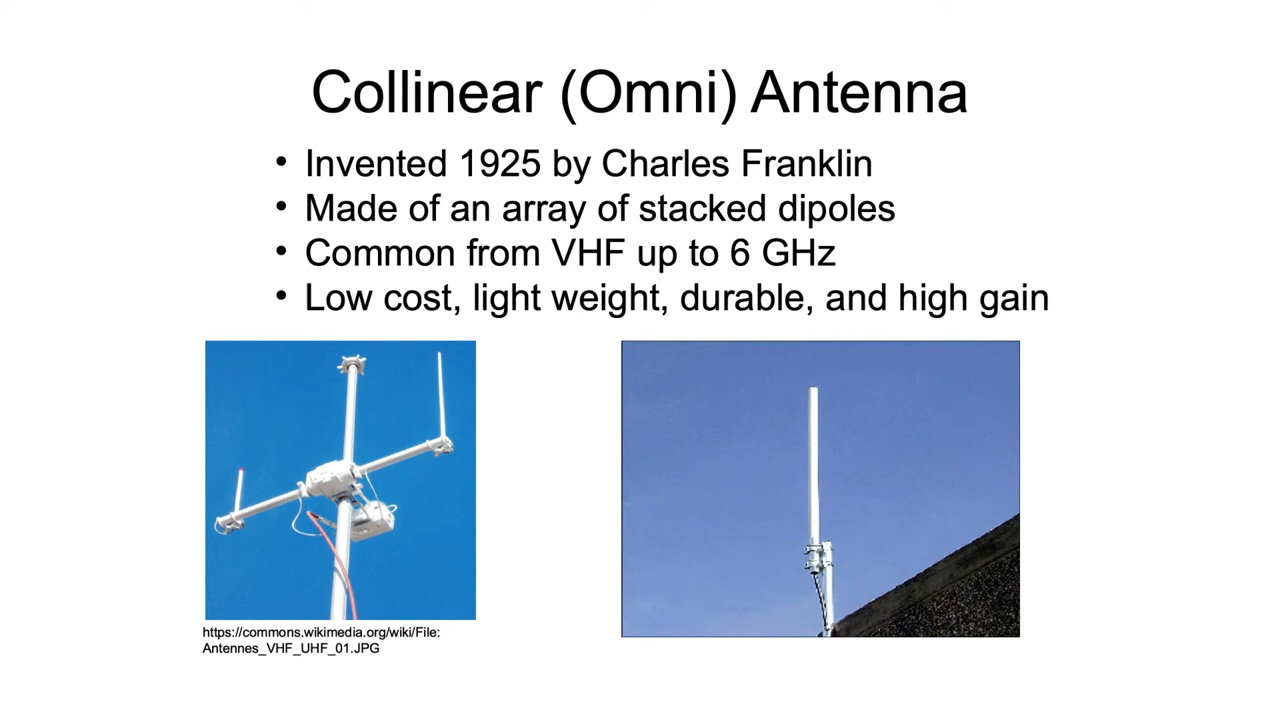 Collinear (Omni) Antenna
• Invented 1925 by Charles Franklin
• Made of an array of stacked dipoles
• Common from VHF up to 6 GHz
• Low cost, light weight, durable, and high gain
https://commons.wikimedia.org/wiki/File:
Antennes_VHF_UHF_01.JPG